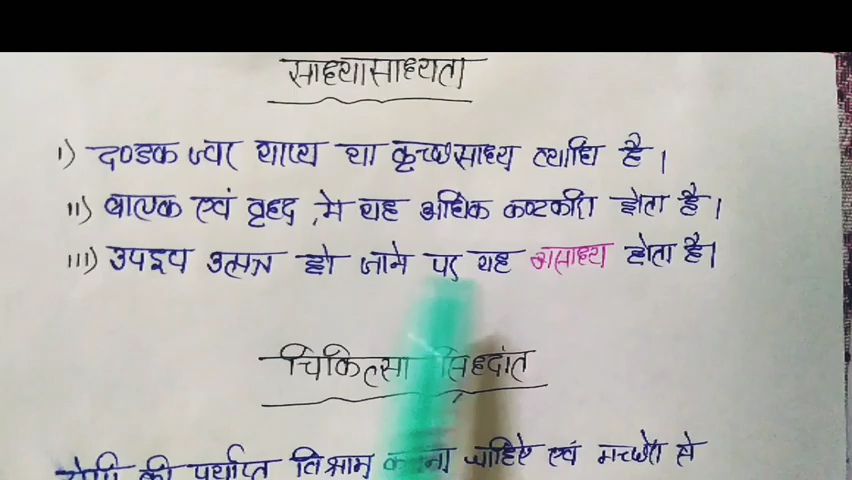 साध्यासाध्यता
i) दण्डक ज्वर याप्य या कृच्छ्रसाध्य व्याधि है।
ii) बालक एवं वृद्ध, मे यह अधिक कष्टकारी होता है।
iii) उपद्रव उत्पन्न हो जाने पर यह असाध्य होता है।
चिकित्सा सिद्धांत
रोगी को पर्याप्त विश्राम करना चाहिए एवं मच्छरो से